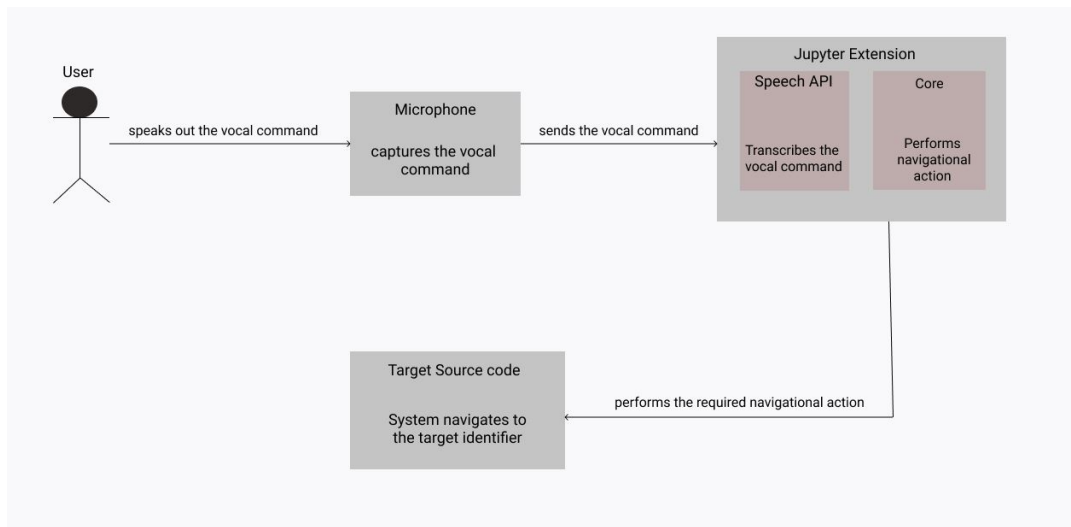 User
speaks out the vocal command
Microphone
captures the vocal
command
sends the vocal command
Jupyter Extension
Speech API
Transcribes the
vocal command
Core
Performs
navigational
action
performs the required navigational action
Target Source code
System navigates to
the target identifier